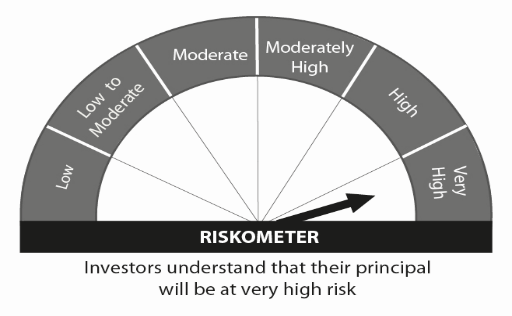 Low
Low to
Moderate
Moderate
Moderately
High
High
Very
High
RISKOMETER
Investors understand that their principal
will be at very high risk